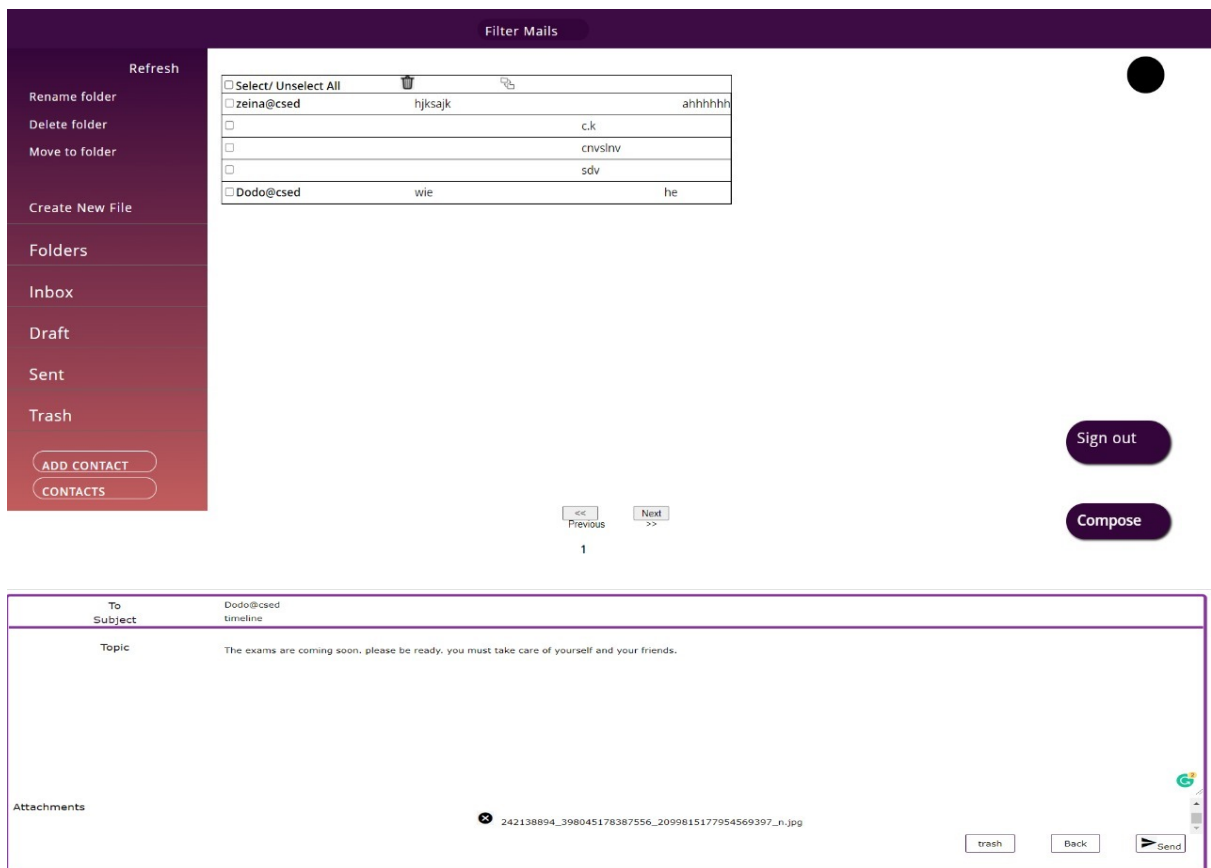 Filter Mails
Refresh
Rename folder
Delete folder
Move to folder
Create New File
Folders
Inbox
Draft
Sent
Trash
ADD CONTACT
CONTACTS
Select/ Unselect All
zeina@csed hjksajk ahhhhhh
c.k
cnvslnv
sdv
Dodo@csed wie he
Sign out
Compose
<< Previous
Next >>
1
To Dodo@csed
Subject timeline
Topic The exams are coming soon. please be ready. you must take care of yourself and your friends.
2
Attachments
242138894_398045178387556_2099815177954569397_n.jpg
trash Back Send